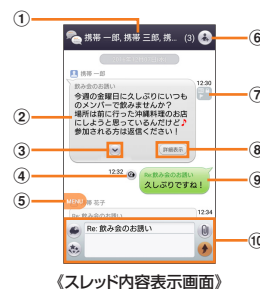 ①
携帯 一郎, 携帯 三郎, 携… (3)
⑥
携帯 一郎
飲み会のお誘い
12:30
今週の金曜日に久しぶりにいつも
のメンバーで飲みませんか？
場所は前に行った沖縄料理のお店
にしようと思っているんだけど♪
参加される方は返信ください！
⑦
②
③
詳細表示
⑧
④
12:32
Re:飲み会のお誘い
久しぶりですね！
⑨
⑤
MENU
帯 花子
12:34
Re: 飲み会のお誘い
Re: 飲み会のお誘い
⑩
《スレッド内容表示画面》